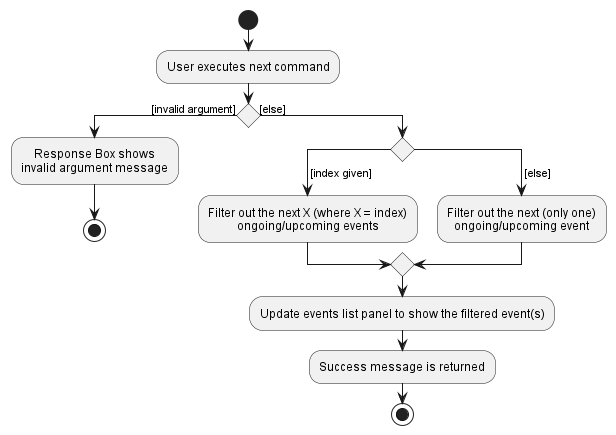 User executes next command
[invalid argument]
[else]
Response Box shows
invalid argument message
[index given]
[else]
Filter out the next X (where X = index)
ongoing/upcoming events
Filter out the next (only one)
ongoing/upcoming event
Update events list panel to show the filtered event(s)
Success message is returned